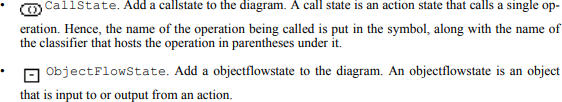 • CallState. Add a callstate to the diagram. A call state is an action state that calls a single op-
eration. Hence, the name of the operation being called is put in the symbol, along with the name of
the classifier that hosts the operation in parentheses under it.
• ObjectFlowState. Add a objectflowstate to the diagram. An objectflowstate is an object
that is input to or output from an action.